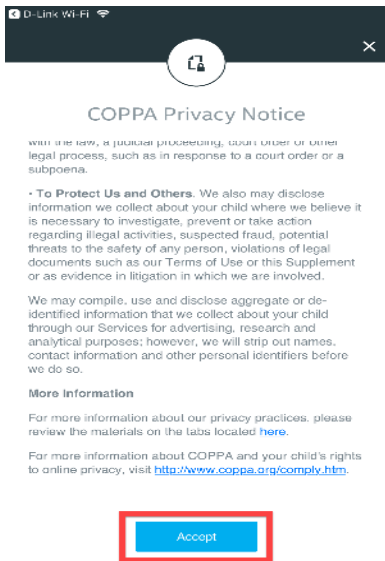 D-Link Wi-Fi
COPPA Privacy Notice
with the law, a judicial proceeding, court order or other
legal process, such as in response to a court order or a
subpoena.
• To Protect Us and Others. We also may disclose
information we collect about your child where we believe it
is necessary to investigate, prevent or take action
regarding illegal activities, suspected fraud, potential
threats to the safety of any person, violations of legal
documents such as our Terms of Use or this Supplement
or as evidence in litigation in which we are involved.
We may compile, use and disclose aggregate or de-
identified information that we collect about your child
through our Services for advertising, research and
analytical purposes; however, we will strip out names,
contact information and other personal identifiers before
we do so.
More Information
For more information about our privacy practices, please
review the materials on the tabs located here.
For more information about COPPA and your child's rights
to online privacy, visit http://www.coppa.org/comply.htm.
Accept